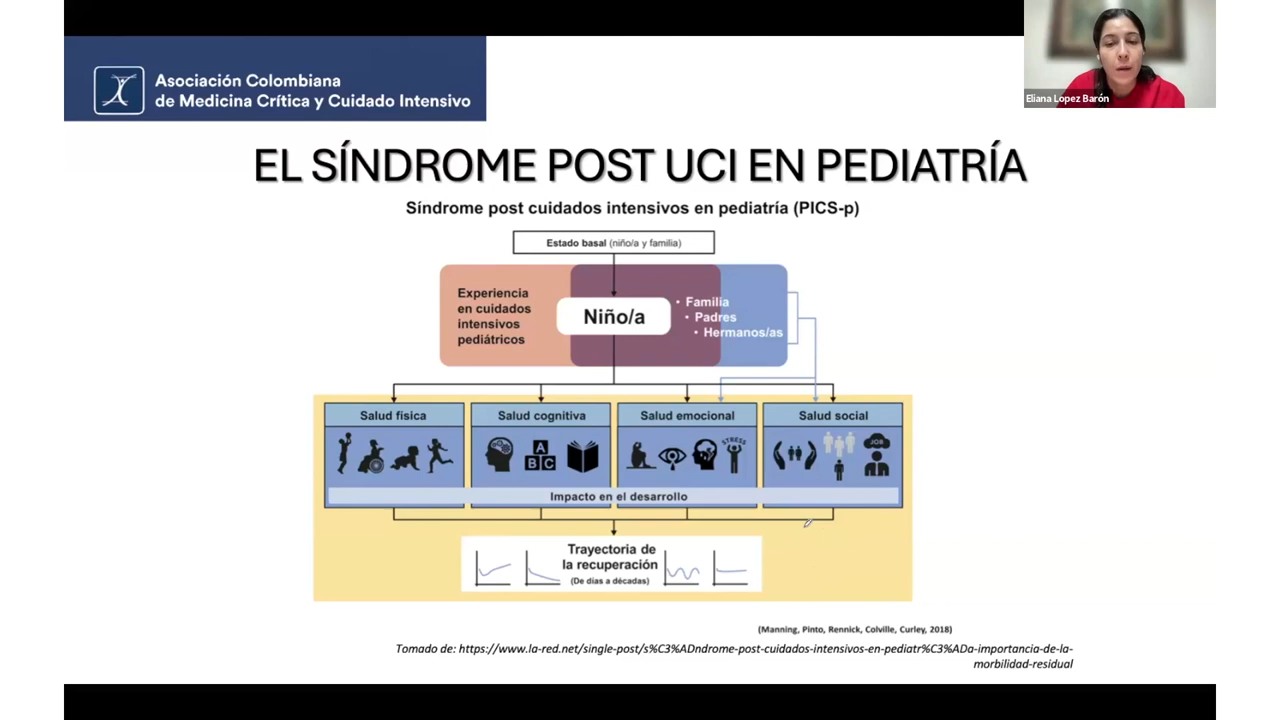 Asociación Colombiana
de Medicina Crítica y Cuidado Intensivo
Eliana Lopez Barón
EL SÍNDROME POST UCI EN PEDIATRÍA
Síndrome post cuidados intensivos en pediatría (PICS-p)
Estado basal (niño/a y familia)
Experiencia
en cuidados
intensivos
pediátricos
Niño/a
• Familia
• Padres
• Hermanos/as
Salud física
Salud cognitiva
Salud emocional
Salud social
A
B C
STRESS
JOB
Impacto en el desarrollo
Trayectoria de
la recuperación
(De días a décadas)
(Manning, Pinto, Rennick, Colville, Curley, 2018)
Tomado de: https://www.la-red.net/single-post/s%C3%ADndrome-post-cuidados-intensivos-en-pediatr%C3%ADa-importancia-de-la-
morbilidad-residual